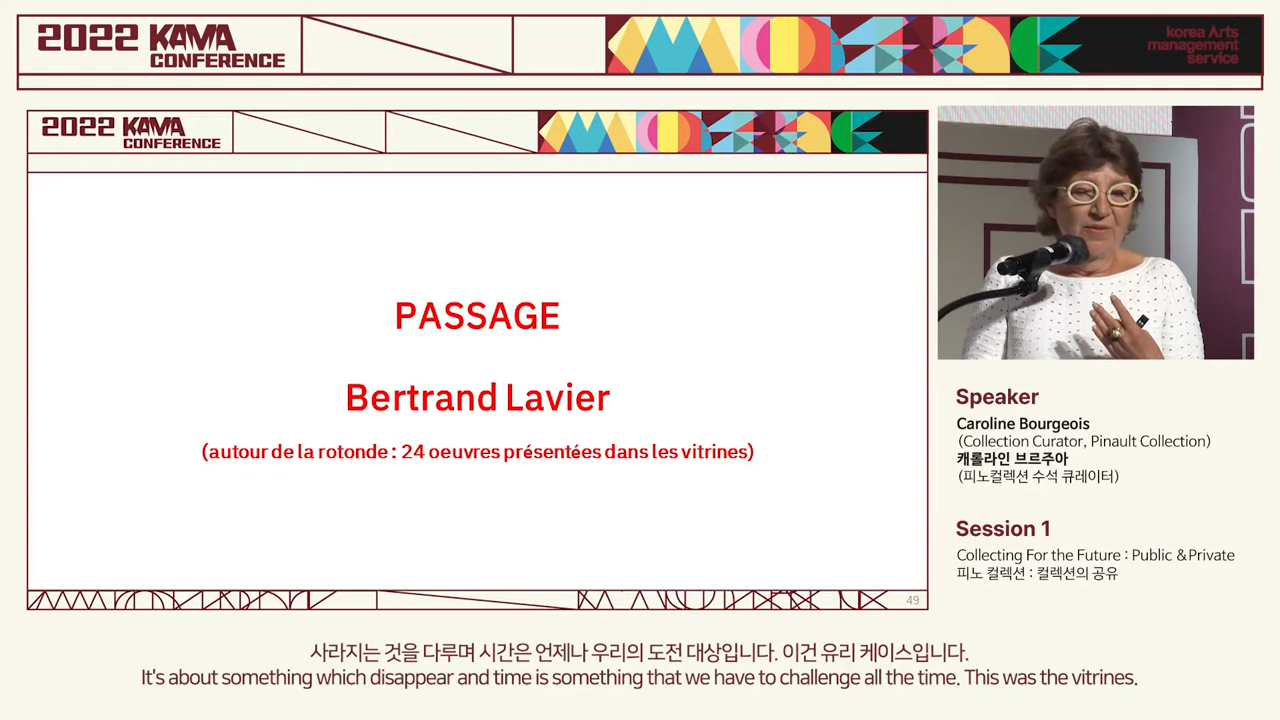 2022 KAMA
CONFERENCE
korea Arts
management
service
2022 KAMA
CONFERENCE
PASSAGE
Bertrand Lavier
(autour de la rotonde : 24 oeuvres présentées dans les vitrines)
49
Speaker
Caroline Bourgeois
(Collection Curator, Pinault Collection)
캐롤라인 브르주아
(피노컬렉션 수석 큐레이터)
Session 1
Collecting For the Future : Public & Private
피노 컬렉션 : 컬렉션의 공유
사라지는 것을 다루며 시간은 언제나 우리의 도전 대상입니다. 이건 유리 케이스입니다.
It's about something which disappear and time is something that we have to challenge all the time. This was the vitrines.